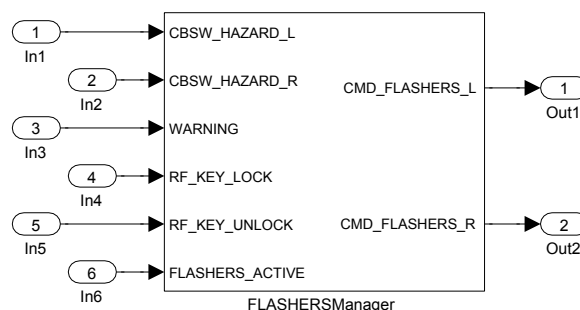 1
In1
CBSW_HAZARD_L
2
In2
CBSW_HAZARD_R
CMD_FLASHERS_L
1
Out1
3
In3
WARNING
4
In4
RF_KEY_LOCK
5
In5
RF_KEY_UNLOCK
CMD_FLASHERS_R
2
Out2
6
In6
FLASHERS_ACTIVE
FLASHERSManager